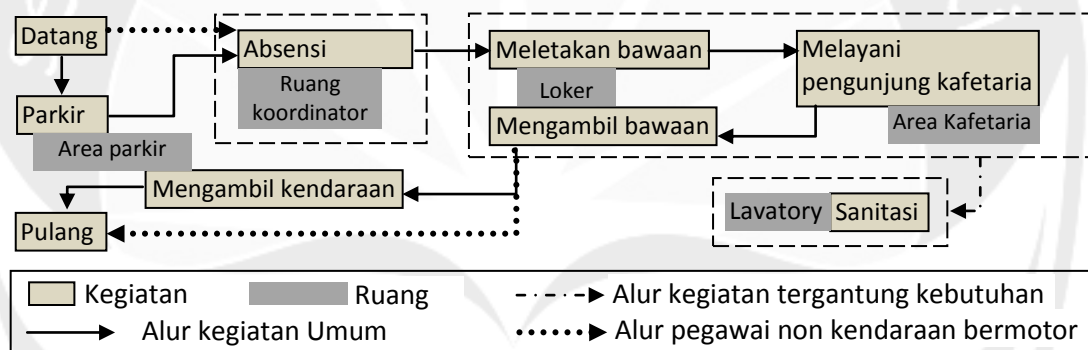 Datang
Absensi
Ruang
koordinator
Meletakan bawaan
Loker
Melayani
pengunjung kafetaria
Area Kafetaria
Parkir
Area parkir
Mengambil bawaan
Mengambil kendaraan
Pulang
Lavatory
Sanitasi
Kegiatan
Ruang
Alur kegiatan tergantung kebutuhan
Alur kegiatan Umum
Alur pegawai non kendaraan bermotor